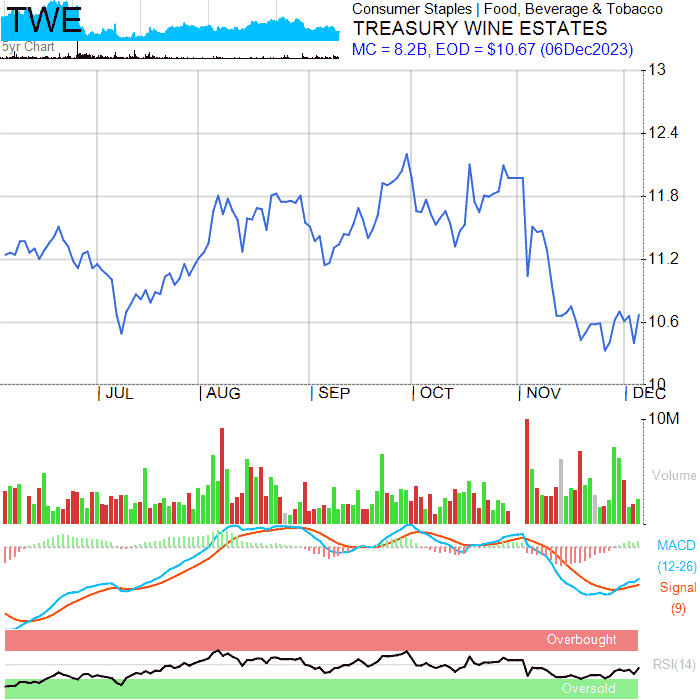 TWE
Consumer Staples | Food, Beverage & Tobacco
TREASURY WINE ESTATES
5yr Chart
MC = 8.2B, EOD = $10.67 (06Dec2023)
13
12.4
11.8
11.2
10.6
10
JUL
AUG
SEP
OCT
NOV
DEC
10M
Volume
MACD
(12-26)
Signal
(9)
Overbought
RSI(14)
Oversold